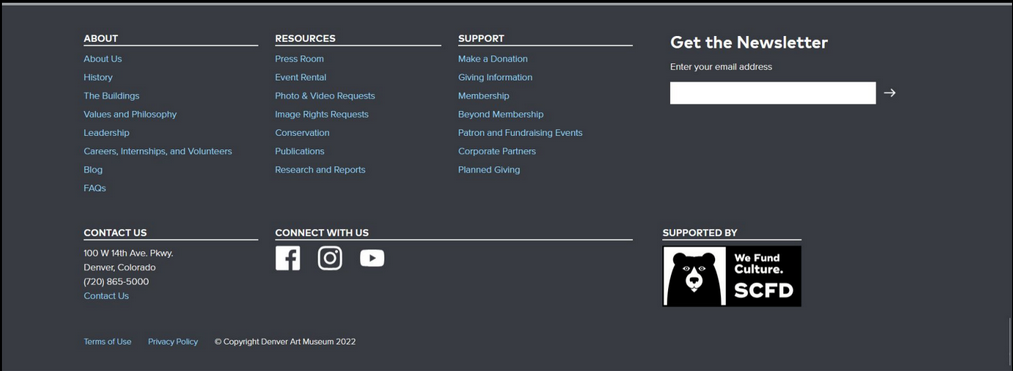 ABOUT
About Us
History
The Buildings
Values and Philosophy
Leadership
Careers, Internships, and Volunteers
Blog
FAQs
RESOURCES
Press Room
Event Rental
Photo & Video Requests
Image Rights Requests
Conservation
Publications
Research and Reports
SUPPORT
Make a Donation
Giving Information
Membership
Beyond Membership
Patron and Fundraising Events
Corporate Partners
Planned Giving
Get the Newsletter
Enter your email address
CONTACT US
100 W 14th Ave. Pkwy.
Denver, Colorado
(720) 865-5000
Contact Us
CONNECT WITH US
SUPPORTED BY
We Fund
Culture.
SCFD
Terms of Use Privacy Policy © Copyright Denver Art Museum 2022